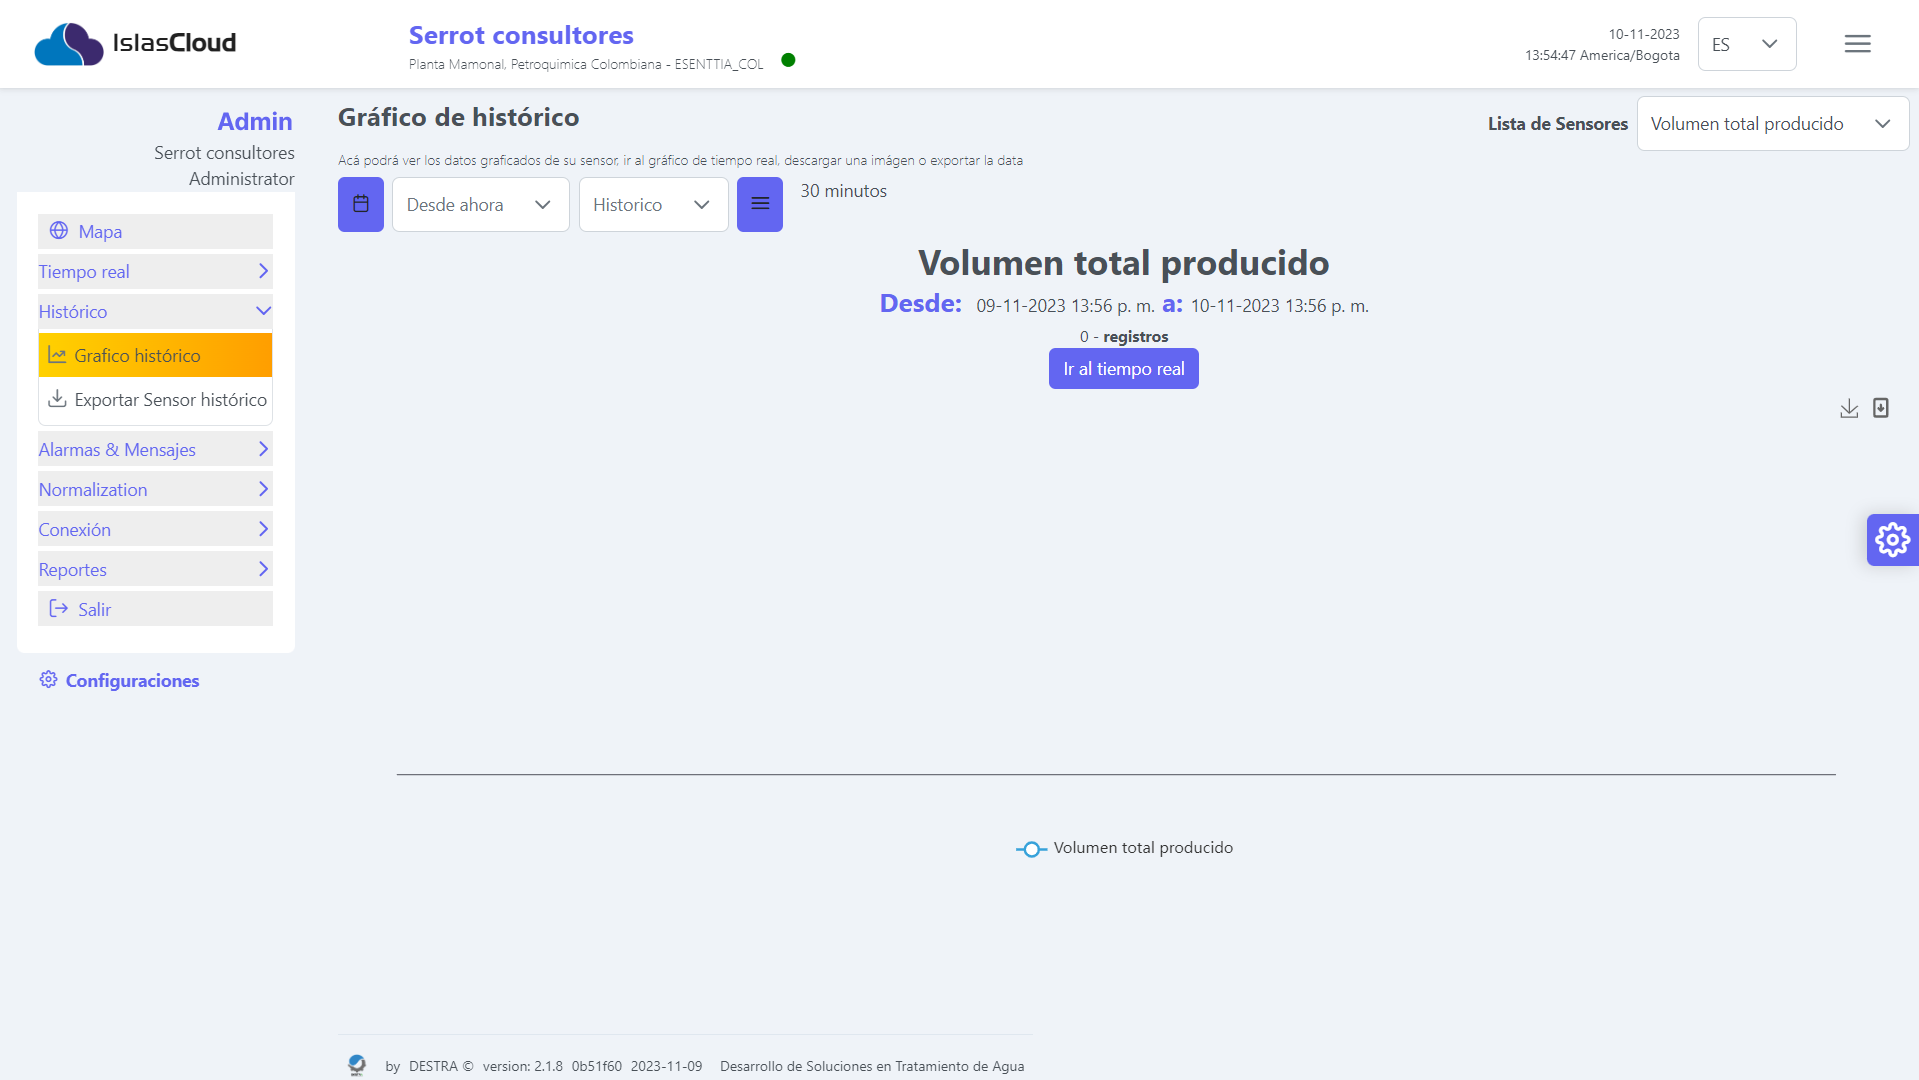 IslasCloud
Serrot consultores
Planta Mamonal, Petroquimica Colombiana - ESENTTIA_COL
10-11-2023
13:54:47 America/Bogota
ES
Admin
Serrot consultores
Administrator
Mapa
Tiempo real
Histórico
Grafico histórico
Exportar Sensor histórico
Alarmas & Mensajes
Normalization
Conexión
Reportes
Salir
Configuraciones
Gráfico de histórico
Lista de Sensores
Volumen total producido
Acá podrá ver los datos graficados de su sensor, ir al gráfico de tiempo real, descargar una imágen o exportar la data
Desde ahora
Historico
30 minutos
Volumen total producido
Desde: 09-11-2023 13:56 p. m. a: 10-11-2023 13:56 p. m.
0 - registros
Ir al tiempo real
Volumen total producido
by DESTRA © version: 2.1.8 0b51f60 2023-11-09 Desarrollo de Soluciones en Tratamiento de Agua